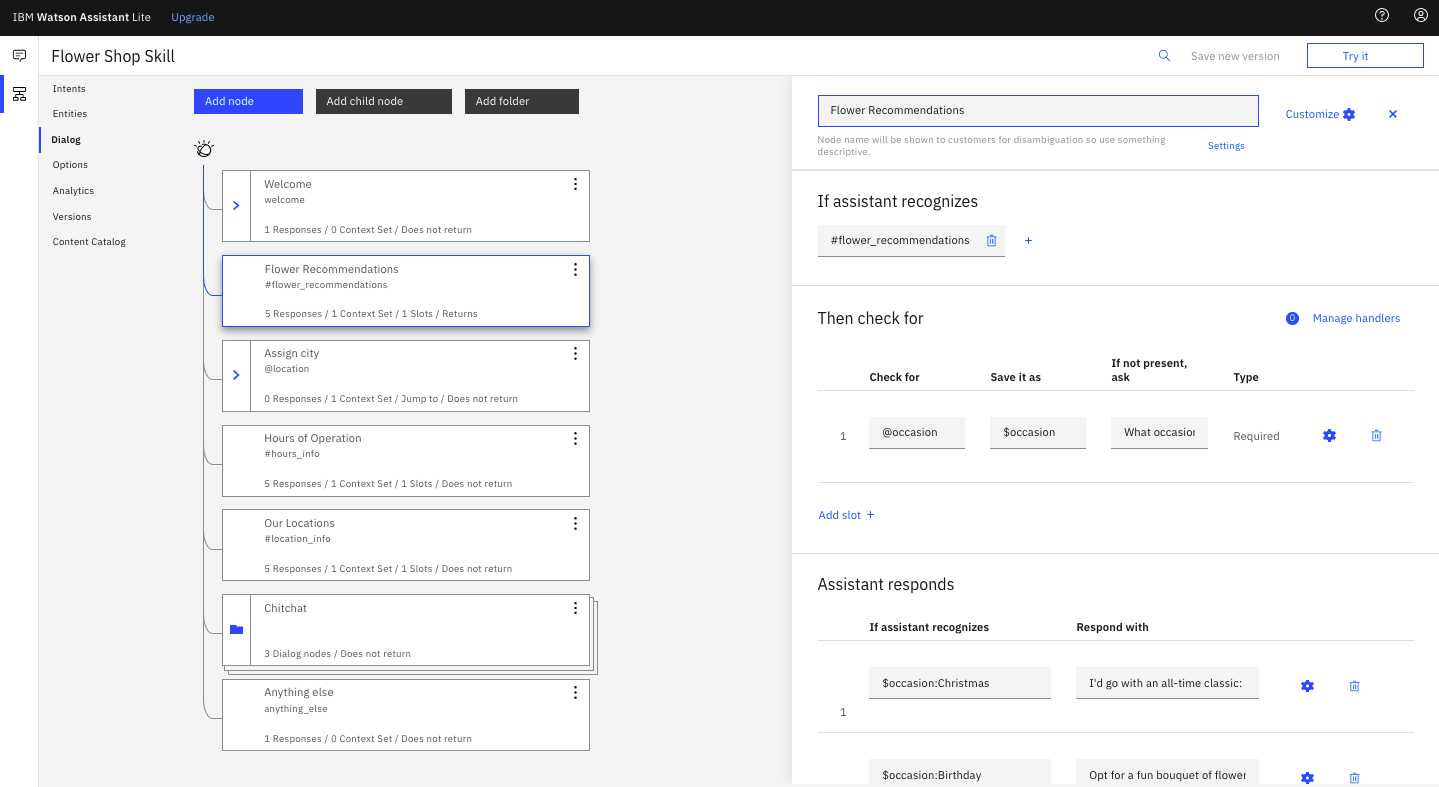 IBM Watson Assistant Lite Upgrade
Flower Shop Skill
Save new version
Try it
Intents
Entities
Dialog
Options
Analytics
Versions
Content Catalog
Add node
Add child node
Add folder
Welcome
welcome
1 Responses / 0 Context Set / Does not return
Flower Recommendations
#flower_recommendations
5 Responses / 1 Context Set / 1 Slots / Returns
Assign city
@location
0 Responses / 1 Context Set / Jump to / Does not return
Hours of Operation
#hours_info
5 Responses / 1 Context Set / 1 Slots / Does not return
Our Locations
#location_info
5 Responses / 1 Context Set / 1 Slots / Does not return
Chitchat
3 Dialog nodes / Does not return
Anything else
anything_else
1 Responses / 0 Context Set / Does not return
Flower Recommendations
Customize
Node name will be shown to customers for disambiguation so use something
descriptive.
Settings
If assistant recognizes
#flower_recommendations
Then check for
0 Manage handlers
Check for
Save it as
If not present,
ask
Type
1 @occasion $occasion What occasion Required
Add slot +
Assistant responds
If assistant recognizes Respond with
$occasion:Christmas I'd go with an all-time classic:
1
$occasion:Birthday Opt for a fun bouquet of flower